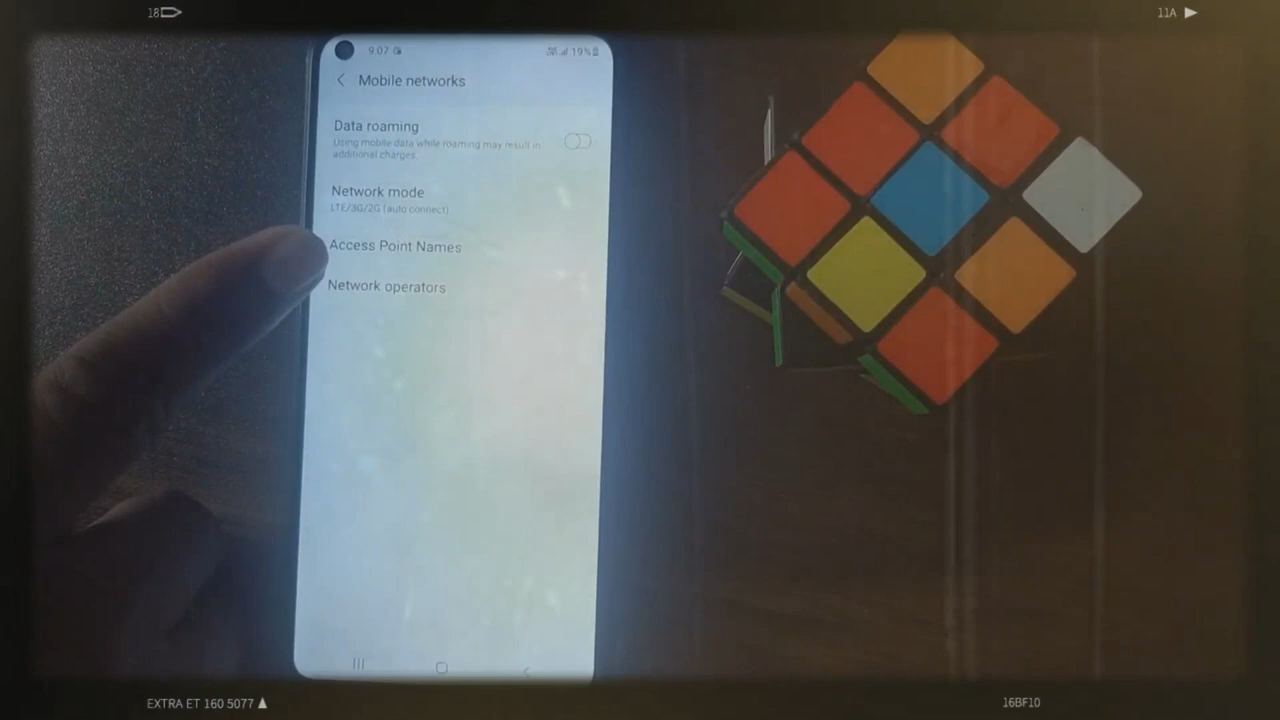 18
11A
9:07
19%
Mobile networks
Data roaming
Using mobile data while roaming may result in
additional charges.
Network mode
LTE/3G/2G (auto connect)
Access Point Names
Network operators
EXTRA ET 160 5077
16BF10